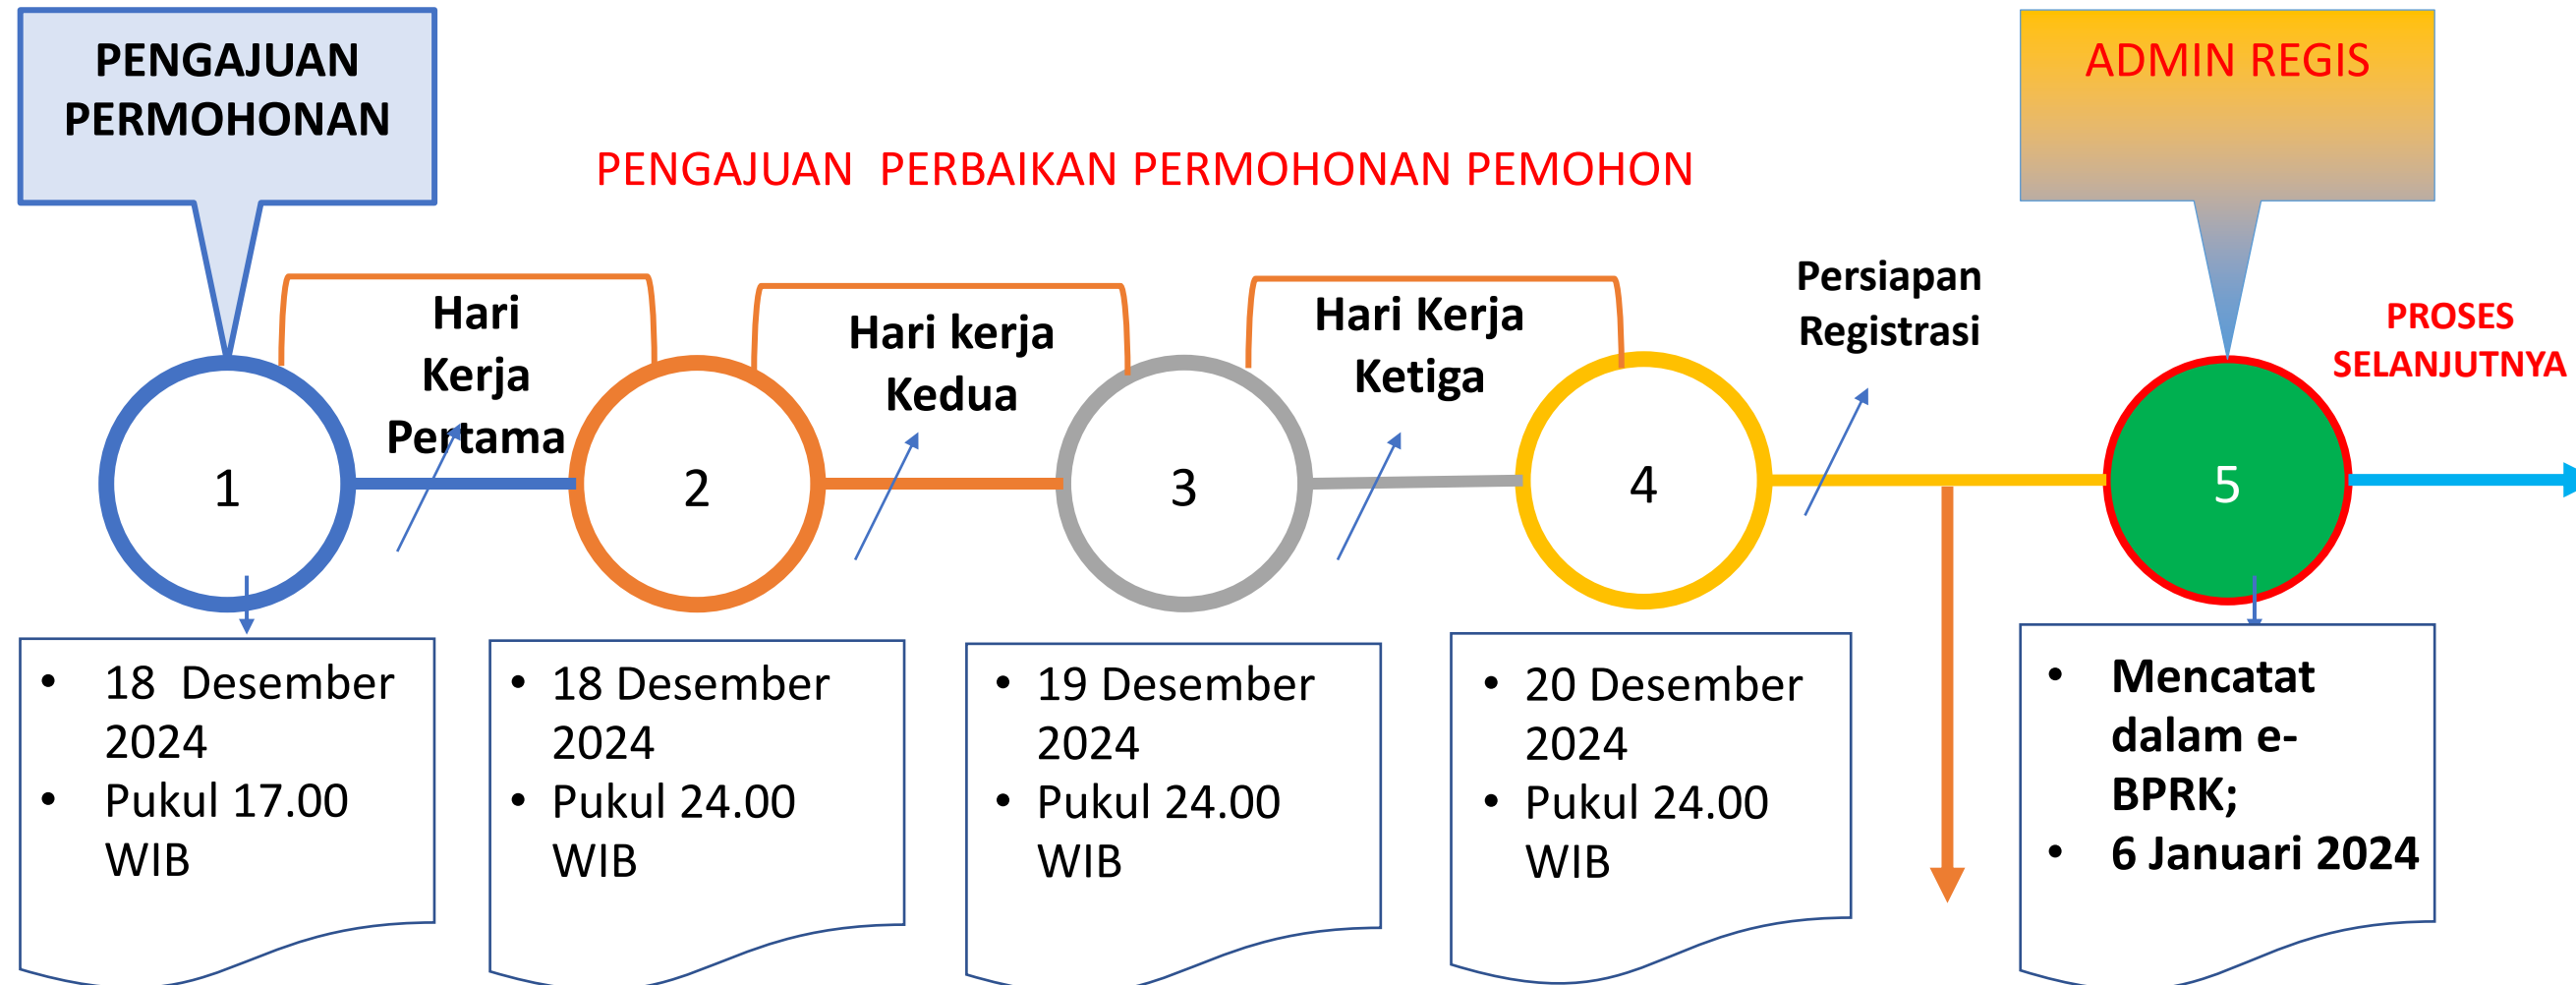 PENGAJUAN
PERMOHONAN
ADMIN REGIS
PENGAJUAN  PERBAIKAN PERMOHONAN PEMOHON
Hari
Kerja
Pertama
Hari kerja
Kedua
Hari Kerja
Ketiga
Persiapan
Registrasi
PROSES
SELANJUTNYA
1
2
3
4
5
• 18  Desember
2024
• Pukul 17.00
WIB
• 18 Desember
2024
• Pukul 24.00
WIB
• 19 Desember
2024
• Pukul 24.00
WIB
• 20 Desember
2024
• Pukul 24.00
WIB
• Mencatat
dalam e-
BPRK;
• 6 Januari 2024